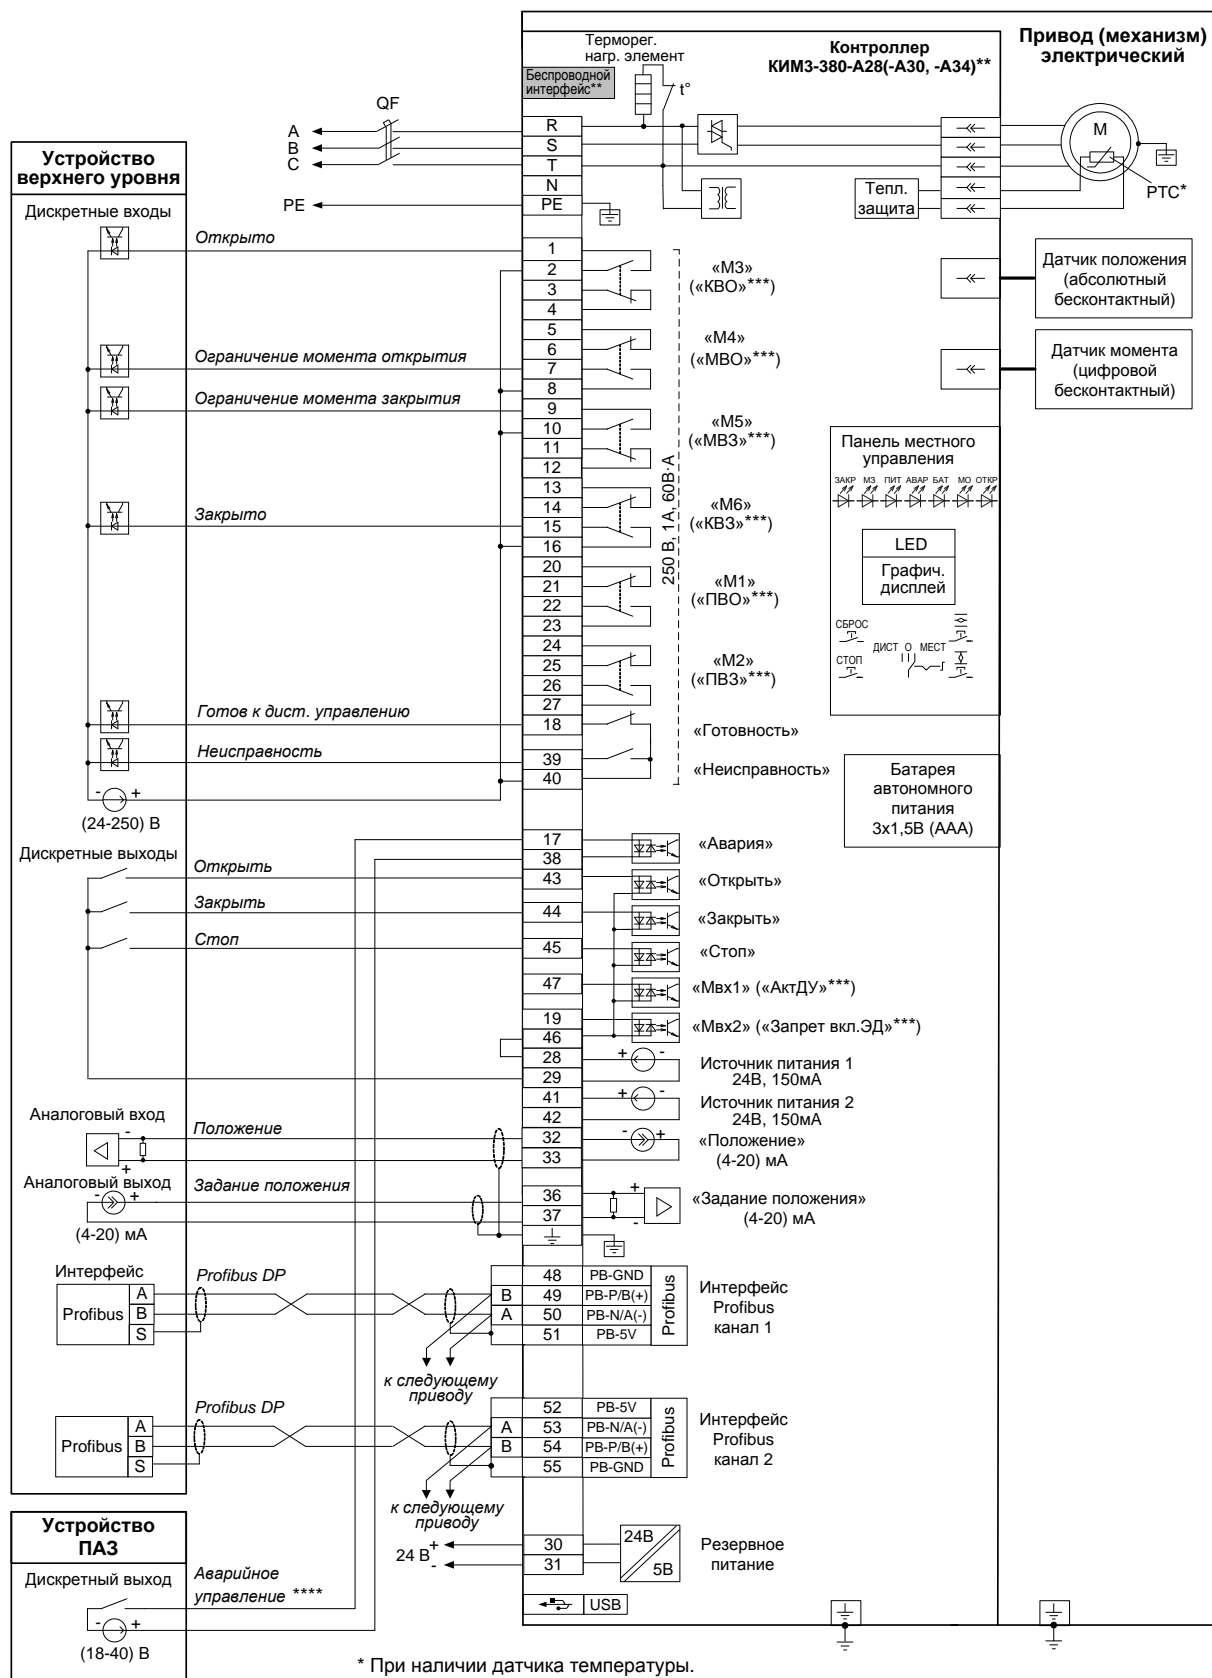 Привод (механизм)
электрический
Контроллер
КИМ3-380-А28(-А30, -А34)**
Терморег.
нагр. элемент
t°
Беспроводной
интерфейс**
QF
A
B
C
PE
R
S
T
N
PE
Тепл.
защита
M
PTC*
Устройство
верхнего уровня
Дискретные входы
Открыто
1
2
3
4
«М3»
(«КВО»***)
Датчик положения
(абсолютный
бесконтактный)
5
6
7
8
Ограничение момента открытия
«М4»
(«МВО»***)
Датчик момента
(цифровой
бесконтактный)
Ограничение момента закрытия
9
10
11
12
«М5»
(«МВЗ»***)
250 В, 1А, 60В·А
Панель местного
управления
ЗАКР МЗ ПИТ АВАР БАТ МО ОТКР
LED
Графич.
дисплей
СБРОС
СТОП
ДИСТ О МЕСТ
Закрыто
13
14
15
16
«М6»
(«КВЗ»***)
20
21
22
23
«М1»
(«ПВО»***)
24
25
26
27
«М2»
(«ПВЗ»***)
Готов к дист. управлению
18
«Готовность»
Неисправность
39
40
«Неисправность»
- +
(24-250) В
Батарея
автономного
питания
3x1,5В (ААА)
Дискретные выходы
17
38
«Авария»
Открыть
43
«Открыть»
Закрыть
44
«Закрыть»
Стоп
45
«Стоп»
47
«Мвх1» («АктДУ»***)
19
46
«Мвх2» («Запрет вкл.ЭД»***)
28
29
+ -
Источник питания 1
24В, 150мА
41
42
+ -
Источник питания 2
24В, 150мА
Аналоговый вход
-
+
Положение
32
33
- +
«Положение»
(4-20) мА
Аналоговый выход
- +
(4-20) мА
Задание положения
36
37
+
-
«Задание положения»
(4-20) мА
Интерфейс
Profibus
A
B
S
Profibus DP
B
A
48 PB-GND
49 PB-P/B(+)
50 PB-N/A(-)
51 PB-5V
Profibus
Интерфейс
Profibus
канал 1
к следующему
приводу
Profibus
A
B
S
Profibus DP
A
B
52 PB-5V
53 PB-N/A(-)
54 PB-P/B(+)
55 PB-GND
Profibus
Интерфейс
Profibus
канал 2
к следующему
приводу
24 В
+
-
30
31
24В
5В
Резервное
питание
USB
Устройство
ПАЗ
Дискретный выход
Аварийное
управление ****
- +
(18-40) В
* При наличии датчика температуры.